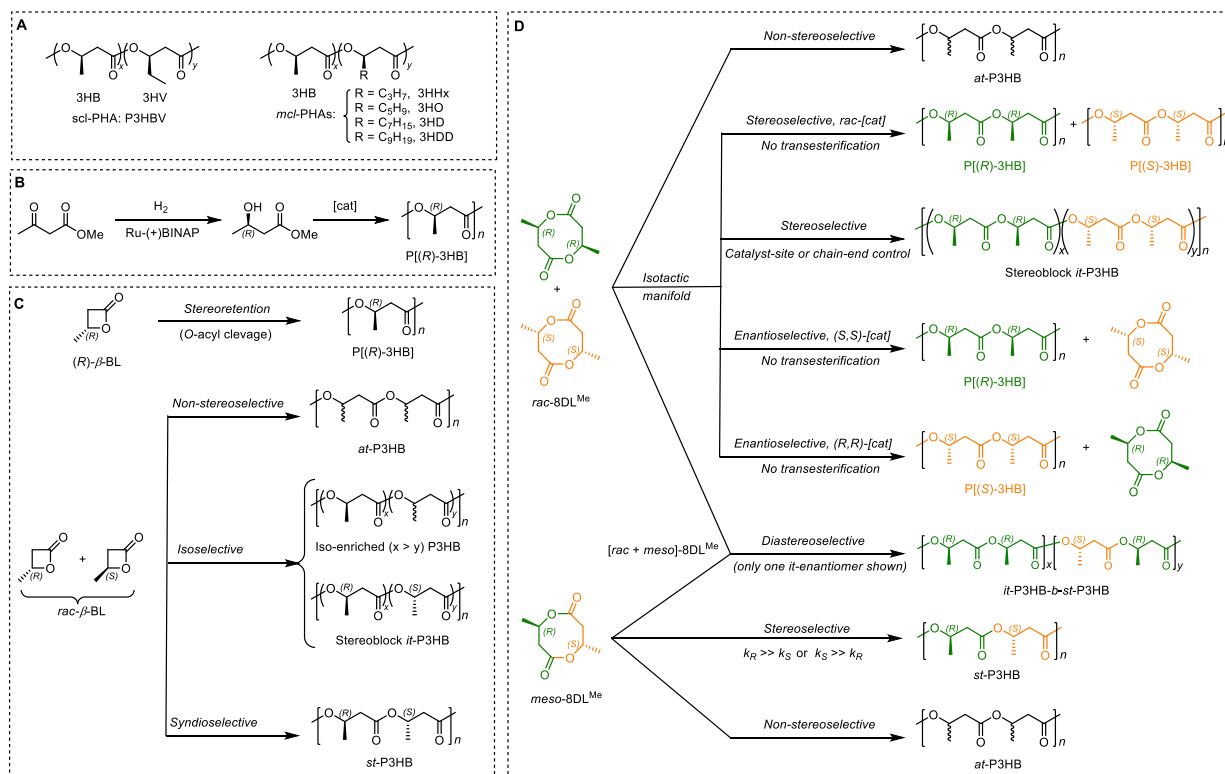 A
3HB
3HV
scl-PHA: P3HBV
3HB
R
mcl-PHAs:
R = C3H7, 3HHx
R = C5H9, 3HO
R = C7H15, 3HD
R = C9H19, 3HDD
B
O O
OMe
H2
Ru-(+)BINAP
OH O
(R)
OMe
[cat]
(R)
P[(R)-3HB]
C
(R)
(R)-β-BL
Stereoretention
(O-acyl clevage)
(R)
P[(R)-3HB]
Non-stereoselective
at-P3HB
(R)
+
(S)
rac-β-BL
Isoselective
Iso-enriched (x > y) P3HB
(R) (S)
Stereoblock it-P3HB
Syndioselective
(R) (S)
st-P3HB
D
(R)
(R)
+
(S)
(S)
rac-8DLMe
Non-stereoselective
at-P3HB
Isotactic
manifold
Stereoselective, rac-[cat]
No transesterification
(R) (R)
P[(R)-3HB]
+
(S) (S)
P[(S)-3HB]
Stereoselective
Catalyst-site or chain-end control
(R) (R) (S) (S)
Stereoblock it-P3HB
Enantioselective, (S,S)-[cat]
No transesterification
(R) (R)
P[(R)-3HB]
+
(S)
(S)
Enantioselective, (R,R)-[cat]
No transesterification
(S) (S)
P[(S)-3HB]
+
(R)
(R)
[rac + meso]-8DLMe
Diastereoselective
(only one it-enantiomer shown)
(R) (R) (S) (R)
it-P3HB-b-st-P3HB
(R)
(S)
meso-8DLMe
Stereoselective
kR >> kS or kS >> kR
(R) (S)
st-P3HB
Non-stereoselective
at-P3HB